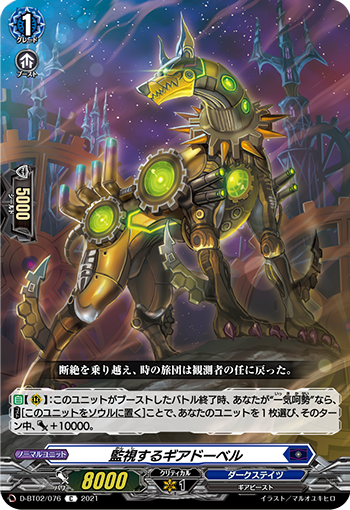 1
グレード
ブースト
5000
シールド
断絶を乗り越え、時の旅団は観測者の任に戻った。
【自】【(R)】:このユニットがブーストしたバトル終了時、あなたが"一気呵勢"なら、
【このユニットをソウルに置く】ことで、あなたのユニットを1枚選び、そのター
ン中、+10000。
ノーマルユニット
監視するギアドーベル
ダークステイツ
ギアビースト
パワー
8000
クリティカル
1
D-BT02/076 C 2021
イラスト/マルオユキヒロ